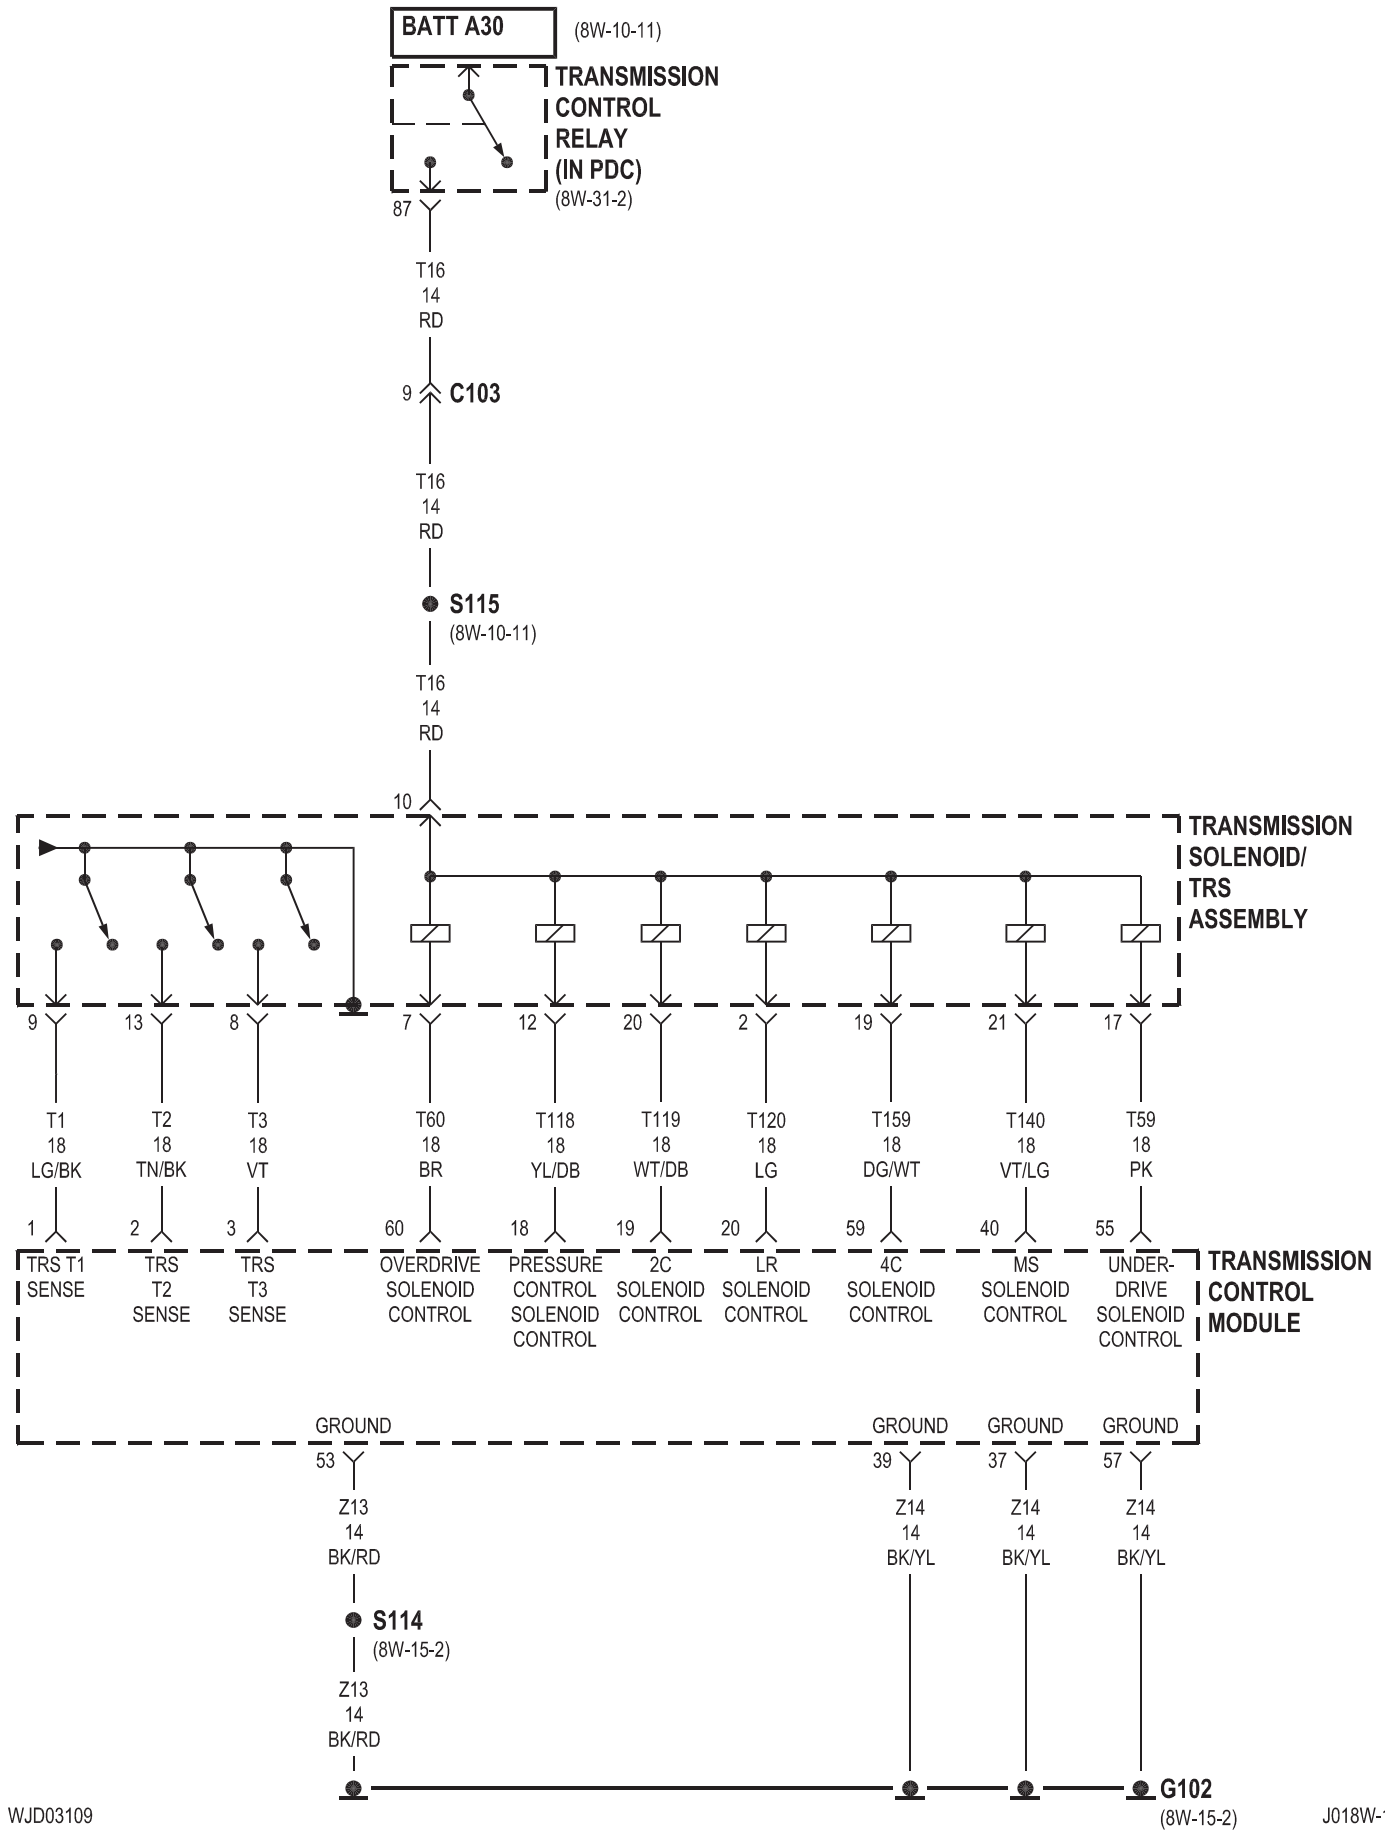 BATT A30
(8W-10-11)
TRANSMISSION
CONTROL
RELAY
(IN PDC)
(8W-31-2)
87
T16
14
RD
9
C103
T16
14
RD
S115
(8W-10-11)
T16
14
RD
10
TRANSMISSION
SOLENOID/
TRS
ASSEMBLY
9 13 8 7 12 20 2 19 21 17
T1 T2 T3 T60 T118 T119 T120 T159 T140 T59
18 18 18 18 18 18 18 18 18 18
LG/BK TN/BK VT BR YL/DB WT/DB LG DG/WT VT/LG PK
1 2 3 60 18 19 20 59 40 55
TRS T1
SENSE
TRS
T2
SENSE
TRS
T3
SENSE
OVERDRIVE
SOLENOID
CONTROL
PRESSURE
CONTROL
SOLENOID
CONTROL
2C
SOLENOID
CONTROL
LR
SOLENOID
CONTROL
4C
SOLENOID
CONTROL
MS
SOLENOID
CONTROL
UNDER-
DRIVE
SOLENOID
CONTROL
TRANSMISSION
CONTROL
MODULE
GROUND GROUND GROUND GROUND
53 39 37 57
Z13 Z14 Z14 Z14
14 14 14 14
BK/RD BK/YL BK/YL BK/YL
S114
(8W-15-2)
Z13
14
BK/RD
G102
(8W-15-2)
WJD03109
J018W-1